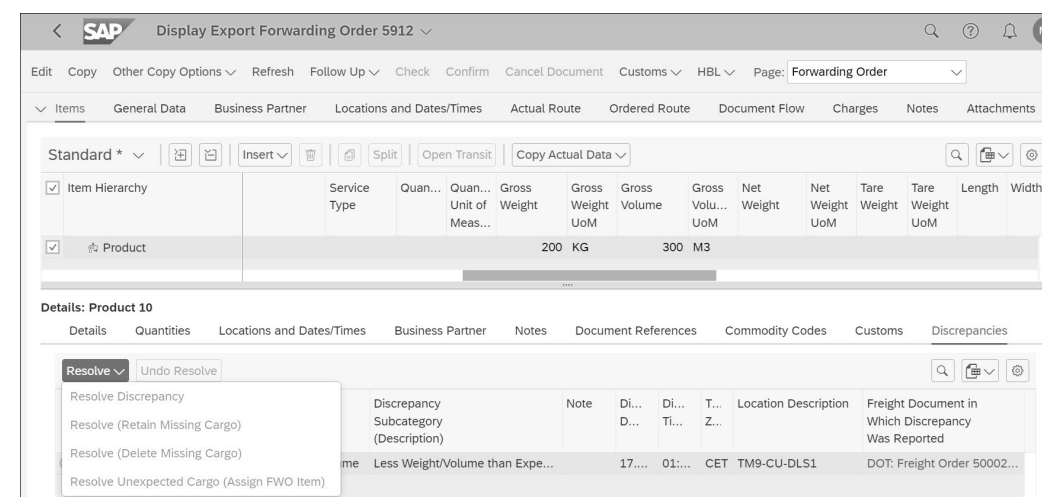 SAP Display Export Forwarding Order 5912
Edit Copy Other Copy Options Refresh Follow Up Check Confirm Cancel Document Customs HBL Page: Forwarding Order
Items General Data Business Partner Locations and Dates/Times Actual Route Ordered Route Document Flow Charges Notes Attachments
Standard * Insert Split Open Transit Copy Actual Data
Item Hierarchy Service Quan... Quan... Gross Gross Gross Gross Net Net Tare Tare Length Width
Type Unit of Weight Weight Volume Volu... Weight Weight Weight Weight
Meas... UoM UoM UoM UoM
Product 200 KG 300 M3
Details: Product 10
Details Quantities Locations and Dates/Times Business Partner Notes Document References Commodity Codes Customs Discrepancies
Resolve Undo Resolve
Resolve Discrepancy
Resolve (Retain Missing Cargo)
Resolve (Delete Missing Cargo)
Resolve Unexpected Cargo (Assign FWO Item)
Discrepancy Note Di... Di... T... Location Description Freight Document in
Subcategory D... Ti... Z... Which Discrepancy
(Description) Was Reported
me Less Weight/Volume than Expe... 17.... 01:... CET TM9-CU-DLS1 DOT: Freight Order 50002...